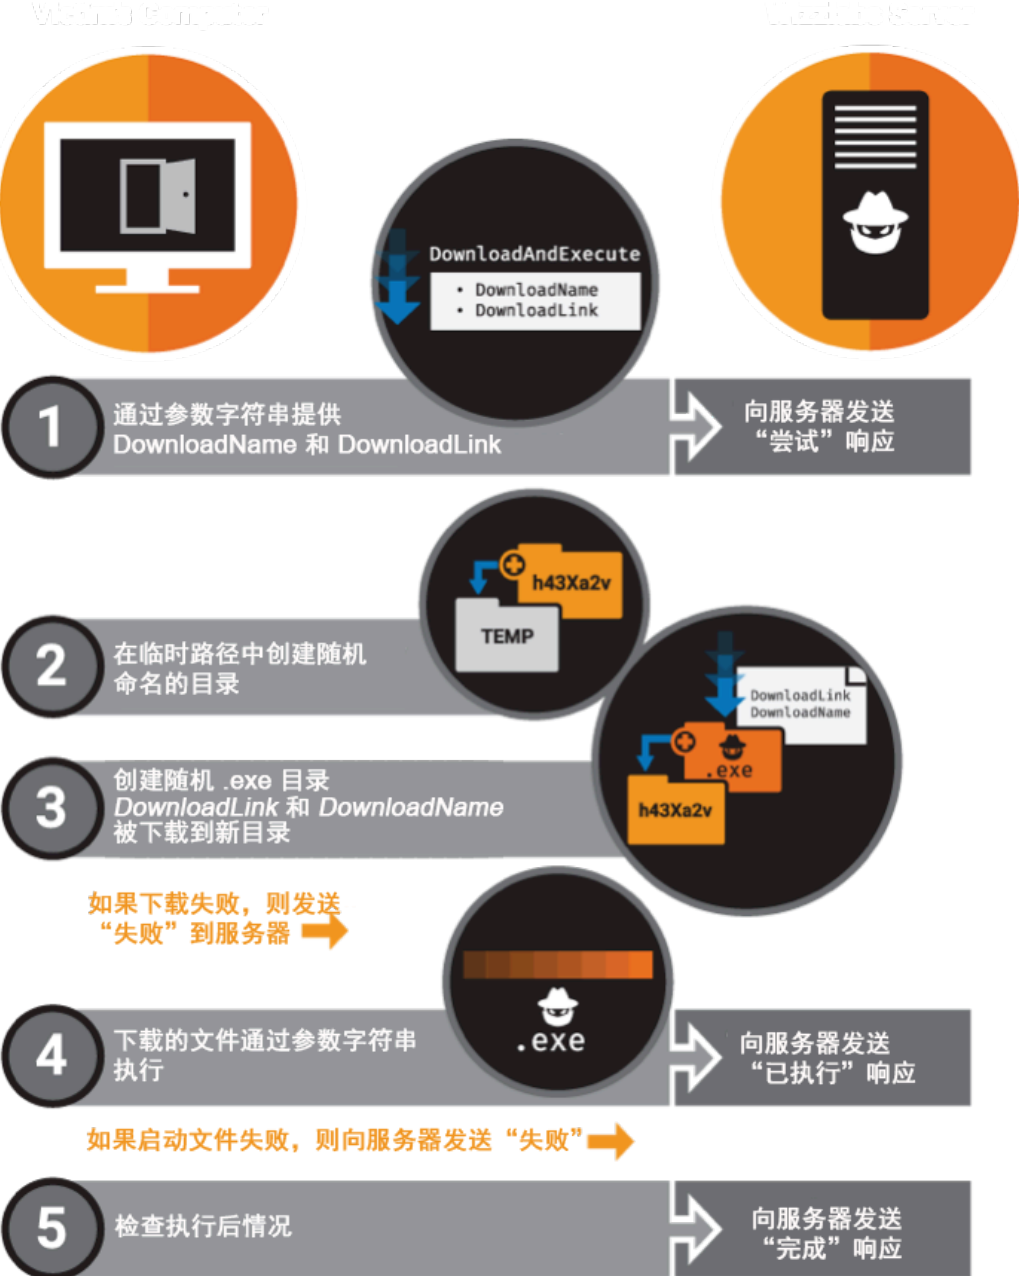 DownloadAndExecute
• DownloadName
• DownloadLink
1
通过参数字符串提供
DownloadName 和 DownloadLink
向服务器发送
“尝试”响应
h43Xa2v
TEMP
2
在临时路径中创建随机
命名的目录
DownloadLink
DownloadName
.exe
h43Xa2v
3
创建随机 .exe 目录
DownloadLink 和 DownloadName
被下载到新目录
如果下载失败，则发送
“失败”到服务器
.exe
4
下载的文件通过参数字符串
执行
向服务器发送
“已执行”响应
如果启动文件失败，则向服务器发送“失败”
5
检查执行后情况
向服务器发送
“完成”响应